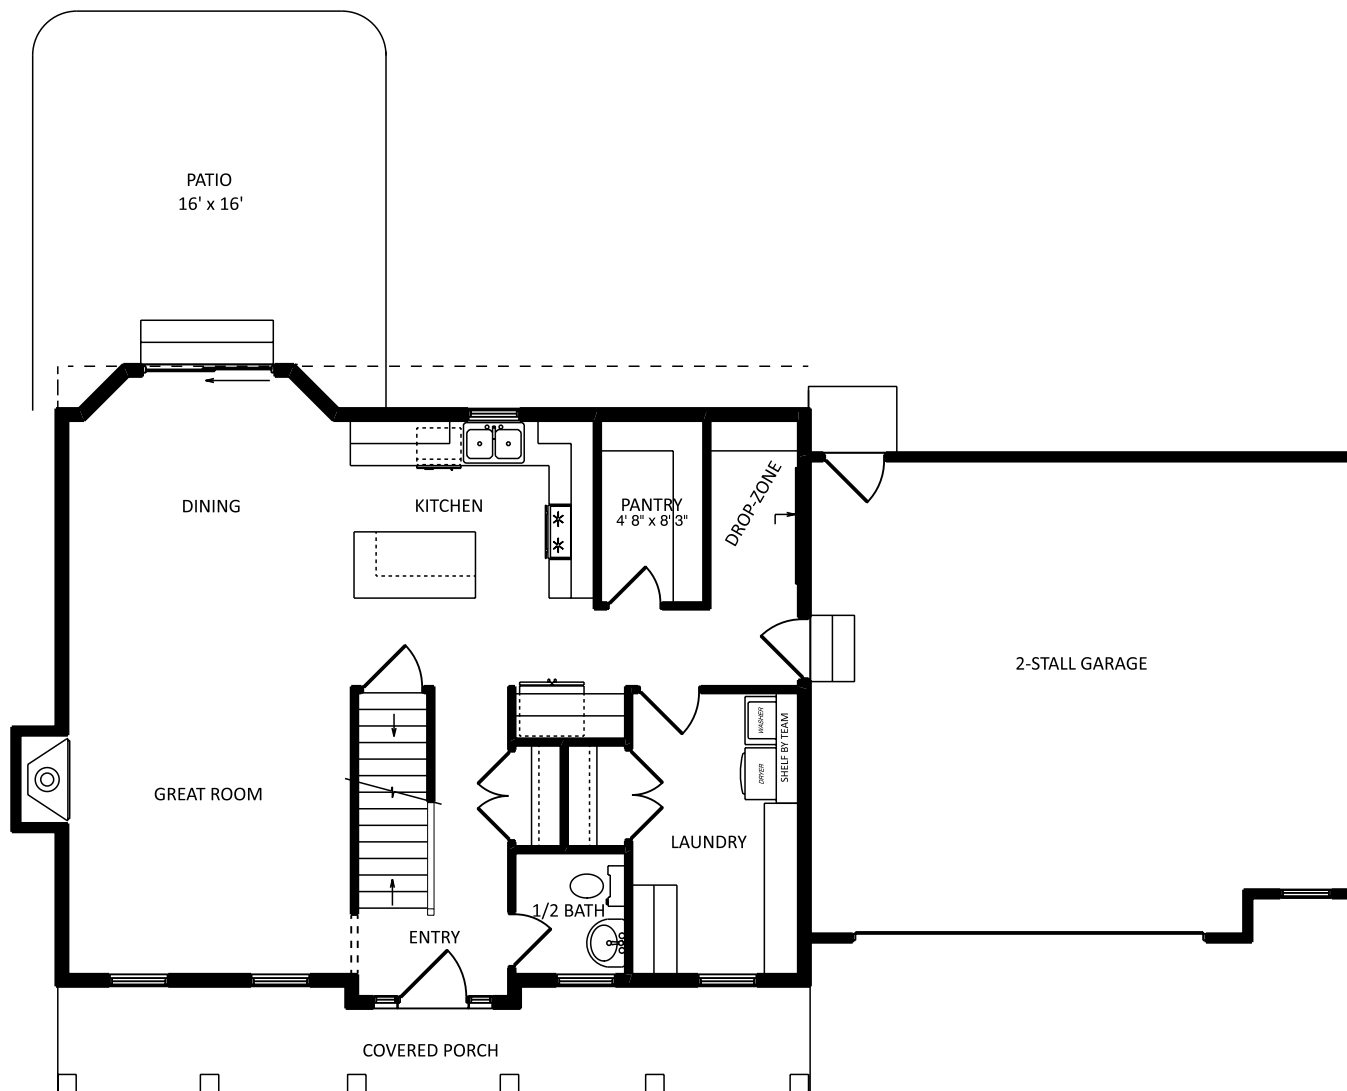 PATIO
16' x 16'
DINING
KITCHEN
PANTRY
4' 8" x 8' 3"
DROP-ZONE
2-STALL GARAGE
WASHER
DRYER
SHELF BY TEAM
GREAT ROOM
LAUNDRY
1/2 BATH
ENTRY
COVERED PORCH